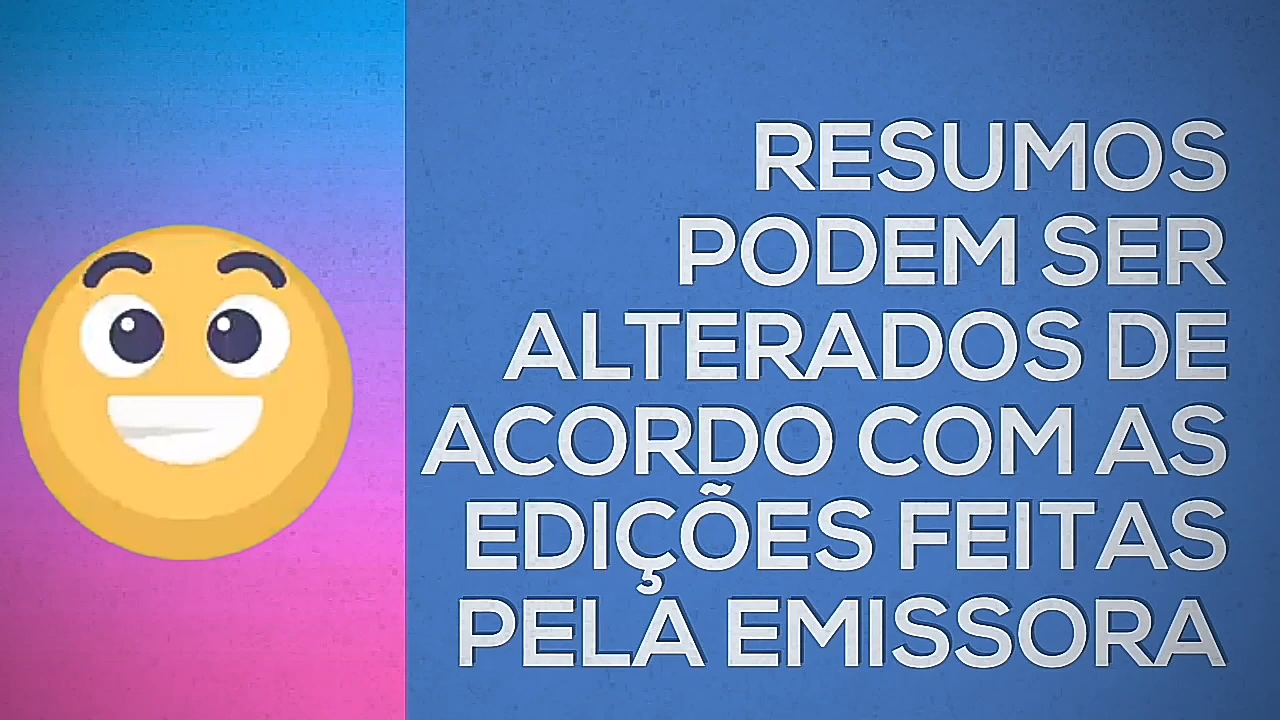 RESUMOS
PODEM SER
ALTERADOS DE
ACORDO COM AS
EDIÇÕES FEITAS
PELA EMISSORA